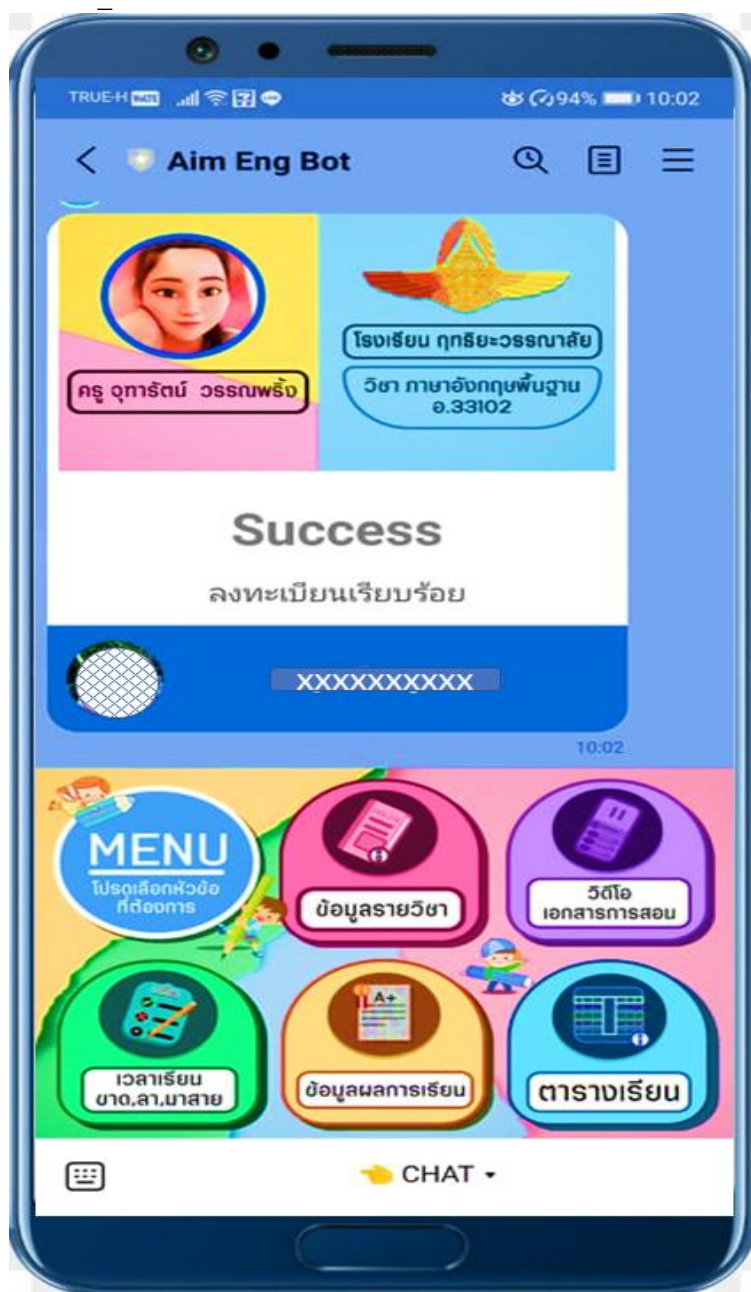 TRUE-H VoLTE 94% 10:02
Aim Eng Bot
ครู จุฑารัตน์ วรรณพริ้ง
โรงเรียน ฤทธิยะวรรณาลัย
วิชา ภาษาอังกฤษพื้นฐาน
อ.33102
Success
ลงทะเบียนเรียบร้อย
XXXXXXXXXX
10:02
MENU
โปรดเลือกหัวข้อ
ที่ต้องการ
ข้อมูลรายวิชา
วิดีโอ
เอกสารการสอน
เวลาเรียน
ขาด,ลา,มาสาย
A+
ข้อมูลผลการเรียน
ตารางเรียน
CHAT